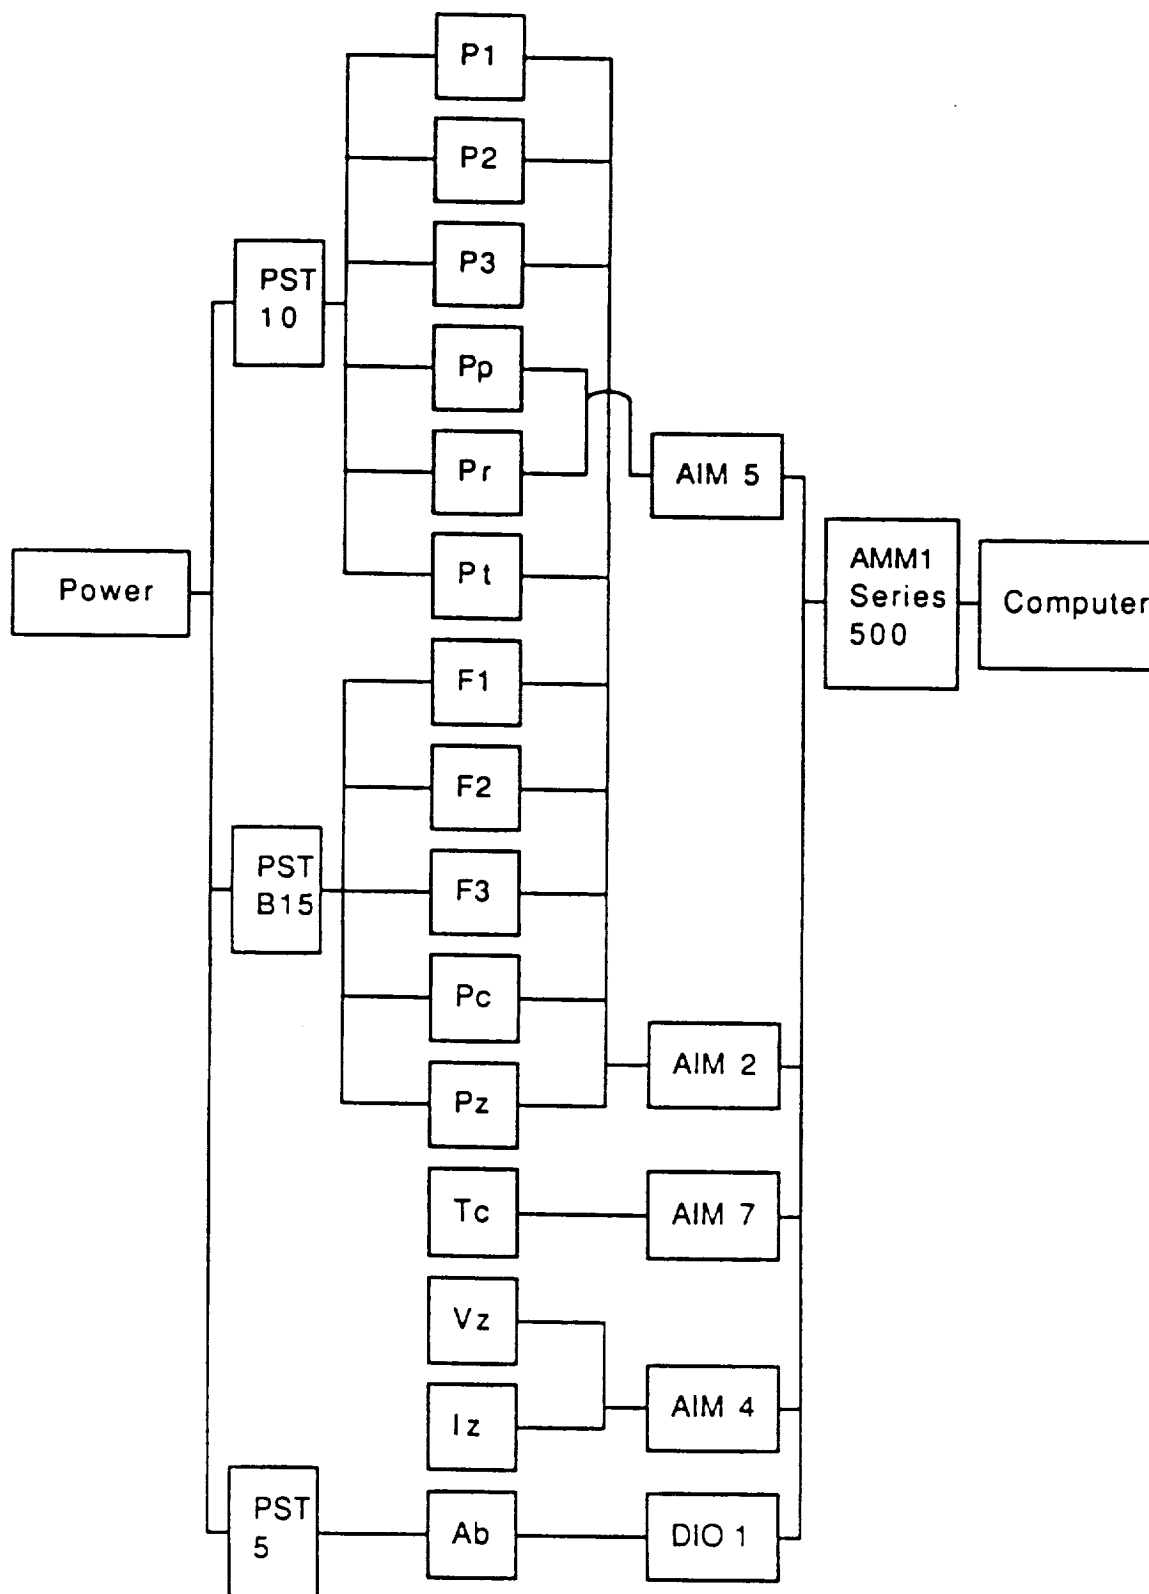 P1
P2
PST
10
P3
Pp
Pr
AIM 5
Power
Pt
AMM1
Series
500
Computer
F1
F2
PST
B15
F3
Pc
AIM 2
Pz
Tc
AIM 7
Vz
Iz
AIM 4
PST
5
Ab
DIO 1